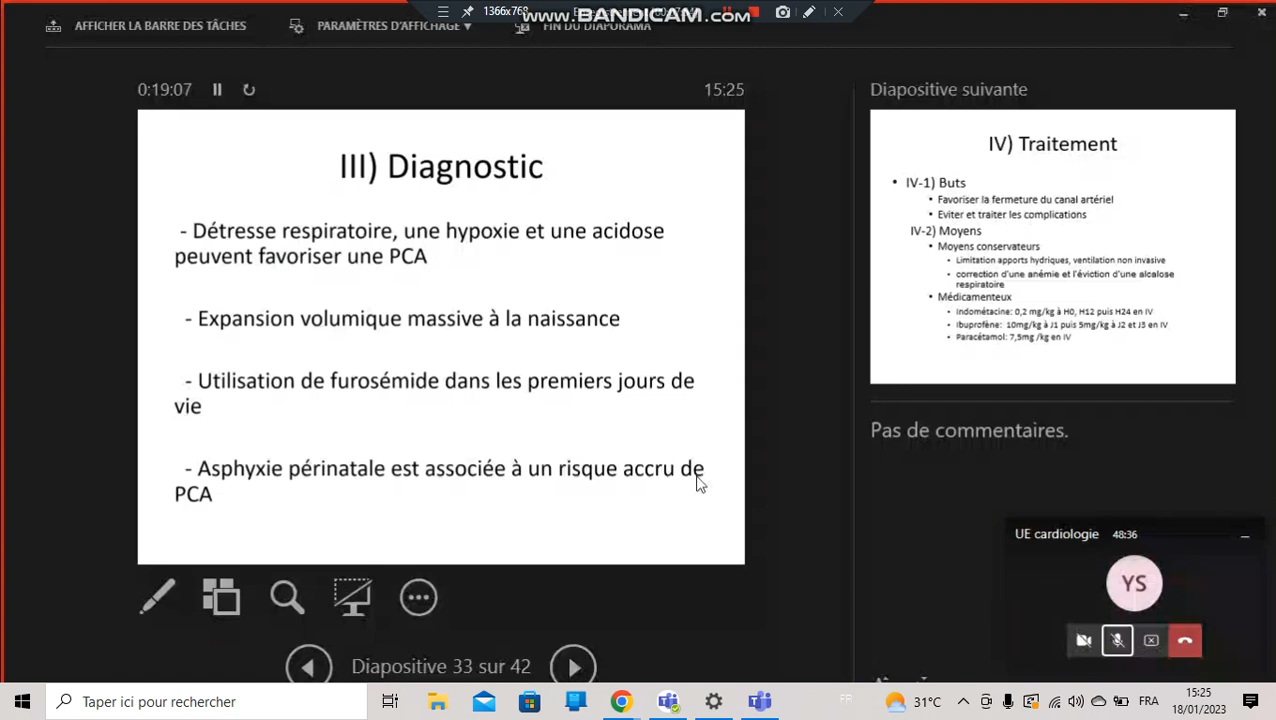 1366x768
www.BANDICAM.com
AFFICHER LA BARRE DES TÂCHES
PARAMÈTRES D'AFFICHAGE
FIN DU DIAPORAMA
0:19:07
15:25
III) Diagnostic
- Détresse respiratoire, une hypoxie et une acidose
peuvent favoriser une PCA
- Expansion volumique massive à la naissance
- Utilisation de furosémide dans les premiers jours de
vie
- Asphyxie périnatale est associée à un risque accru de
PCA
Diapositive 33 sur 42
Diapositive suivante
IV) Traitement
• IV-1) Buts
• Favoriser la fermeture du canal artériel
• Eviter et traiter les complications
IV-2) Moyens
• Moyens conservateurs
• Limitation apports hydriques, ventilation non invasive
• correction d'une anémie et l'éviction d'une alcalose
respiratoire
• Médicamenteux
• Indométacine: 0,2 mg/kg à H0, H12 puis H24 en IV
• Ibuprofène: 10mg/kg à J1 puis 5mg/kg à J2 et J3 en IV
• Paracétamol: 7,5mg /kg en IV
Pas de commentaires.
UE cardiologie 48:36
YS
Taper ici pour rechercher
FR
31°C
FRA
15:25
18/01/2023